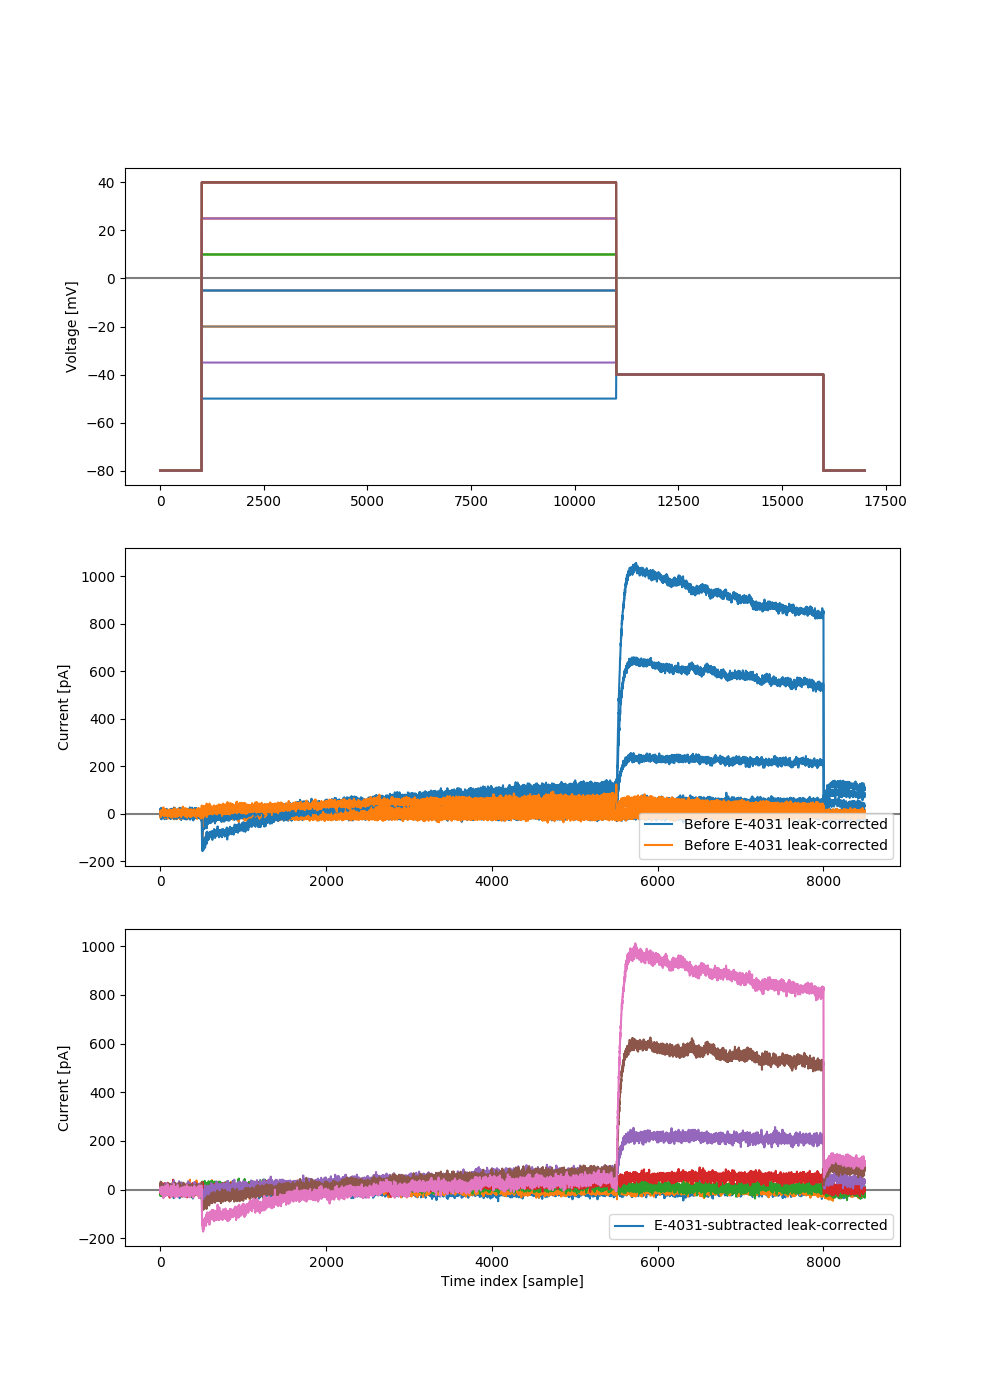 40
20
0
−20
−40
−60
−80
Voltage [mV]
0 2500 5000 7500 10000 12500 15000 17500
1000
800
600
400
200
0
−200
Current [pA]
Before E-4031 leak-corrected
Before E-4031 leak-corrected
0 2000 4000 6000 8000
1000
800
600
400
200
0
−200
Current [pA]
E-4031-subtracted leak-corrected
0 2000 4000 6000 8000
Time index [sample]